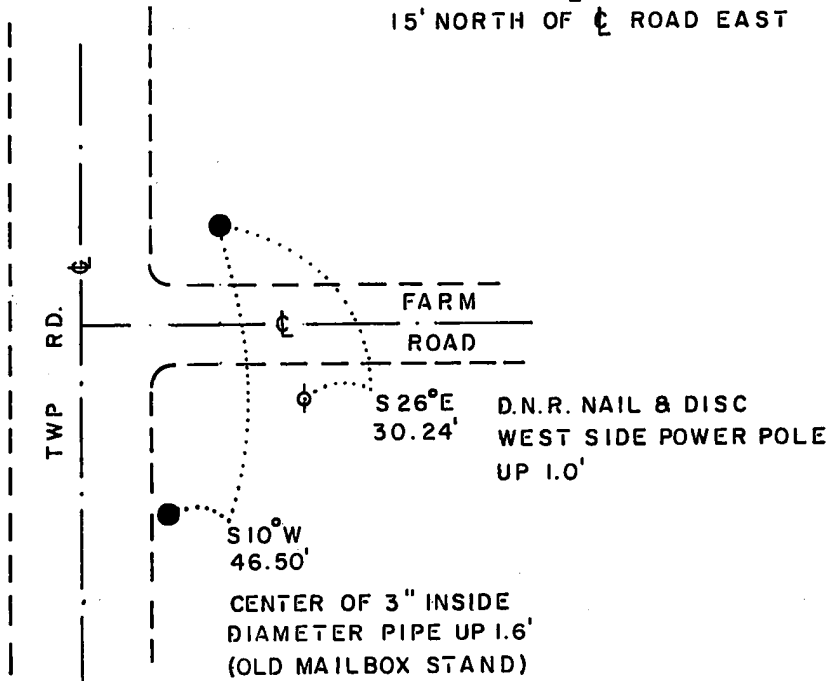 15' NORTH OF ℄ ROAD EAST
℄
TWP RD.
℄
FARM
ROAD
S 26°E
30.24'
D.N.R. NAIL & DISC
WEST SIDE POWER POLE
UP 1.0'
S 10°W
46.50'
CENTER OF 3" INSIDE
DIAMETER PIPE UP 1.6'
(OLD MAILBOX STAND)